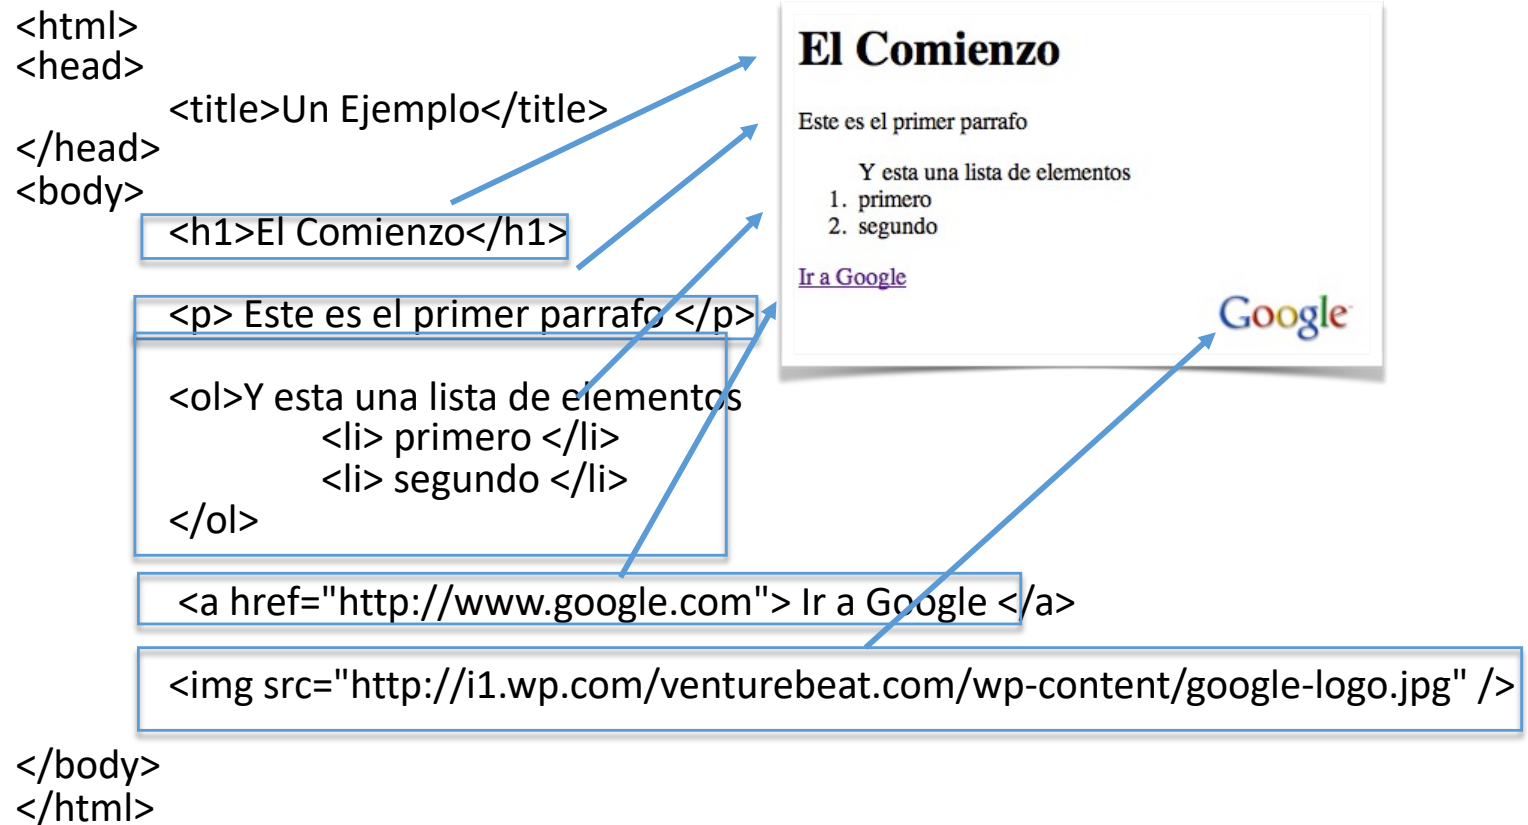 <html>
<head>
<title>Un Ejemplo</title>
</head>
<body>
<h1>El Comienzo</h1>
<p> Este es el primer parrafo </p>
<ol>Y esta una lista de elementos
<li> primero </li>
<li> segundo </li>
</ol>
<a href="http://www.google.com"> Ir a Google </a>
<img src="http://i1.wp.com/venturebeat.com/wp-content/google-logo.jpg" />
</body>
</html>
El Comienzo
Este es el primer parrafo
Y esta una lista de elementos
1. primero
2. segundo
Ir a Google
Google